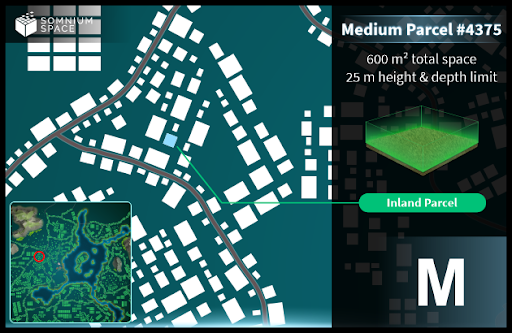 SOMNIUM
SPACE
Medium Parcel #4375
600 m² total space
25 m height & depth limit
Inland Parcel
M